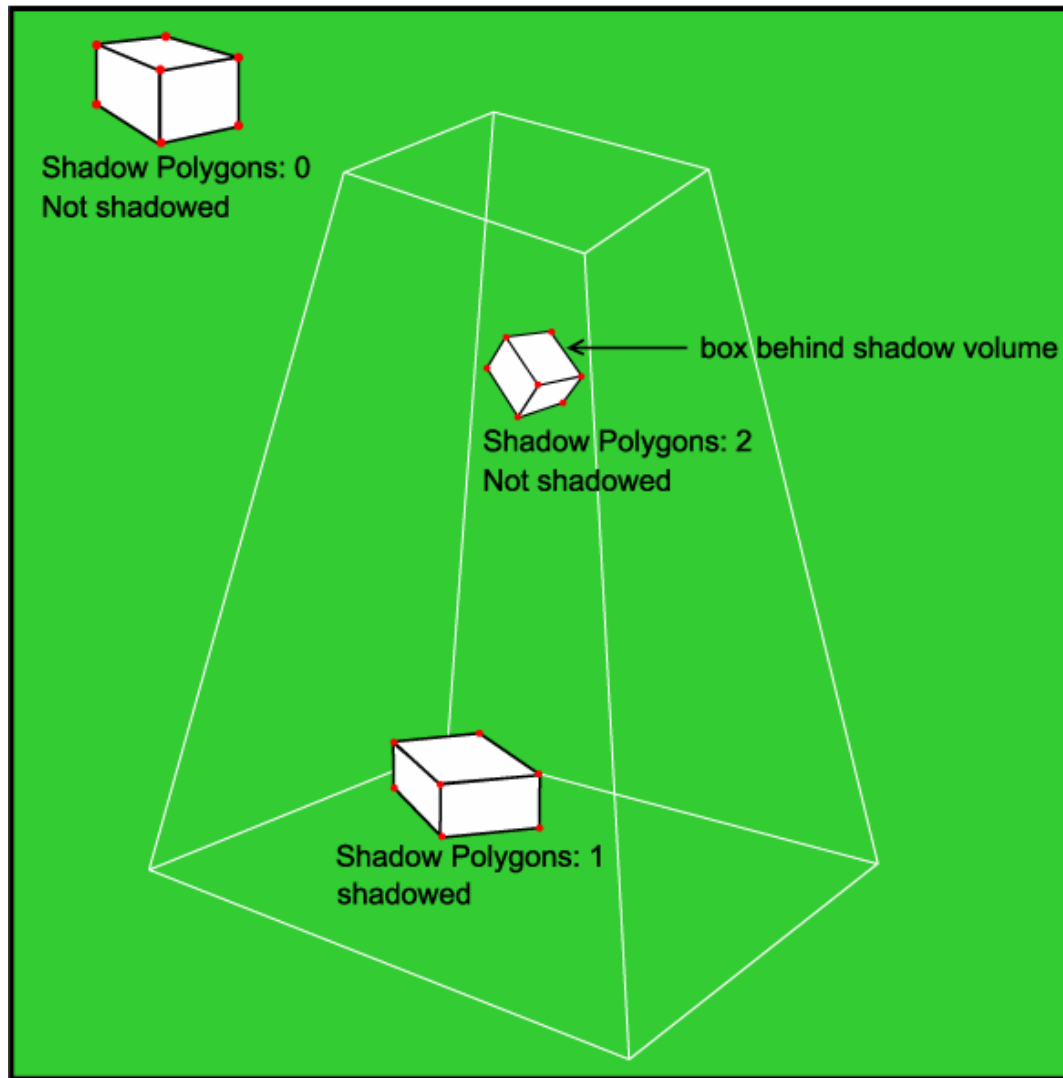 Shadow Polygons: 0
Not shadowed
box behind shadow volume
Shadow Polygons: 2
Not shadowed
Shadow Polygons: 1
shadowed